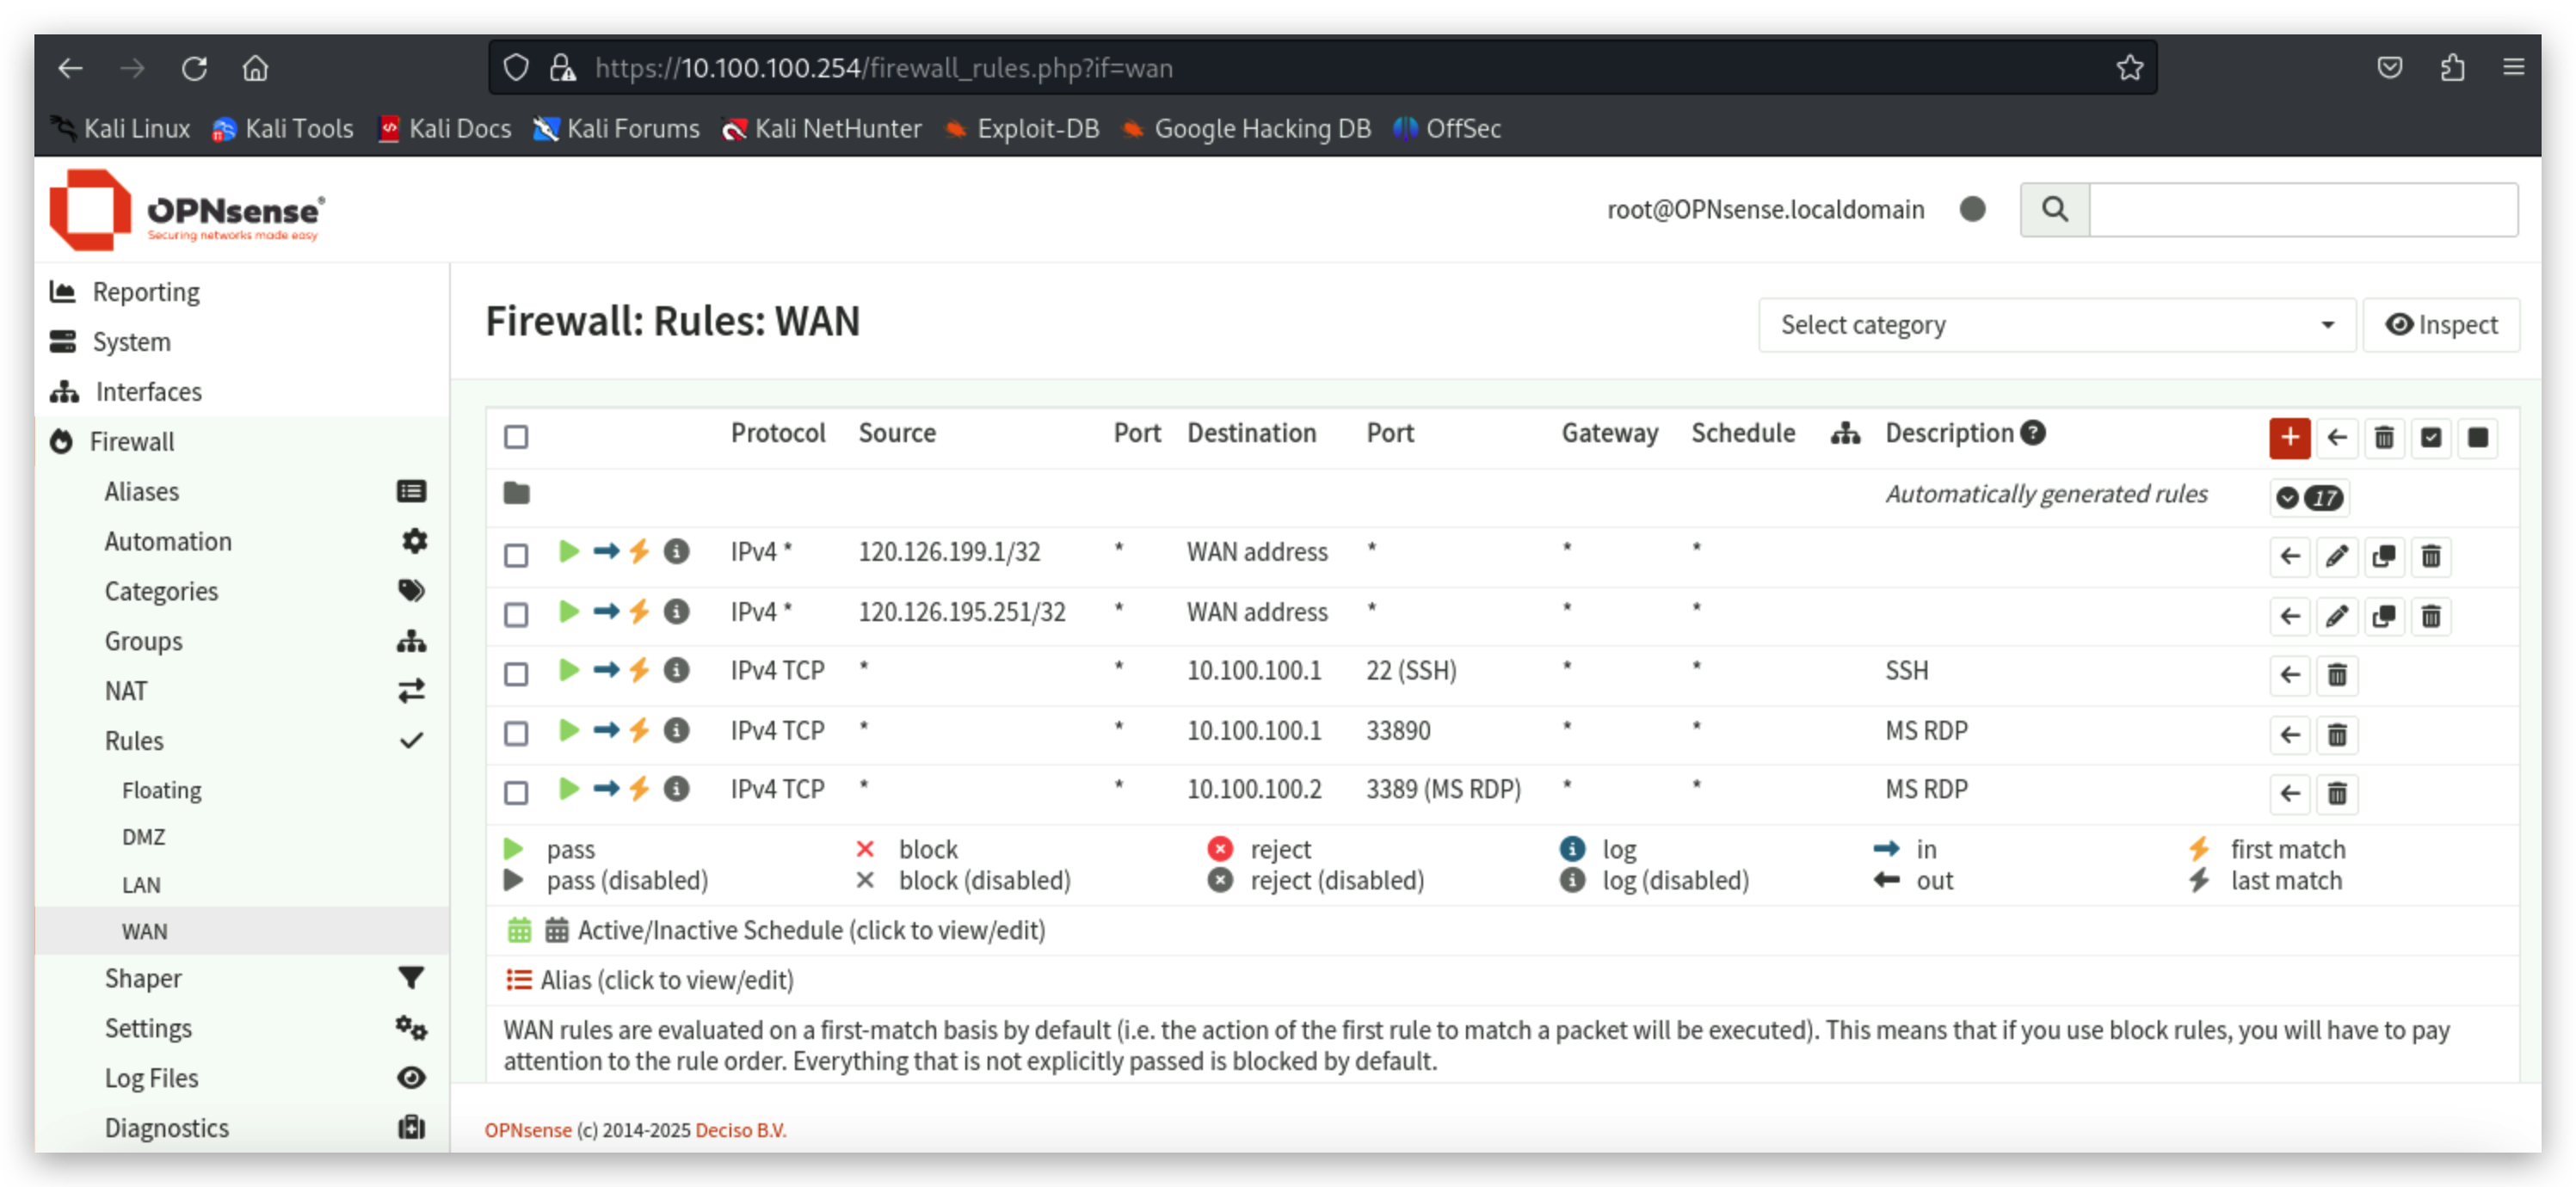 https://10.100.100.254/firewall_rules.php?if=wan
Kali Linux Kali Tools Kali Docs Kali Forums Kali NetHunter Exploit-DB Google Hacking DB OffSec
OPNsense®
Securing networks made easy
root@OPNsense.localdomain
Reporting
System
Interfaces
Firewall
Aliases
Automation
Categories
Groups
NAT
Rules
Floating
DMZ
LAN
WAN
Shaper
Settings
Log Files
Diagnostics
Firewall: Rules: WAN
Select category
Inspect
Protocol Source Port Destination Port Gateway Schedule Description
Automatically generated rules 17
IPv4 * 120.126.199.1/32 * WAN address * * *
IPv4 * 120.126.195.251/32 * WAN address * * *
IPv4 TCP * * 10.100.100.1 22 (SSH) * * SSH
IPv4 TCP * * 10.100.100.1 33890 * * MS RDP
IPv4 TCP * * 10.100.100.2 3389 (MS RDP) * * MS RDP
pass block reject log in first match
pass (disabled) block (disabled) reject (disabled) log (disabled) out last match
Active/Inactive Schedule (click to view/edit)
Alias (click to view/edit)
WAN rules are evaluated on a first-match basis by default (i.e. the action of the first rule to match a packet will be executed). This means that if you use block rules, you will have to pay
attention to the rule order. Everything that is not explicitly passed is blocked by default.
OPNsense (c) 2014-2025 Deciso B.V.